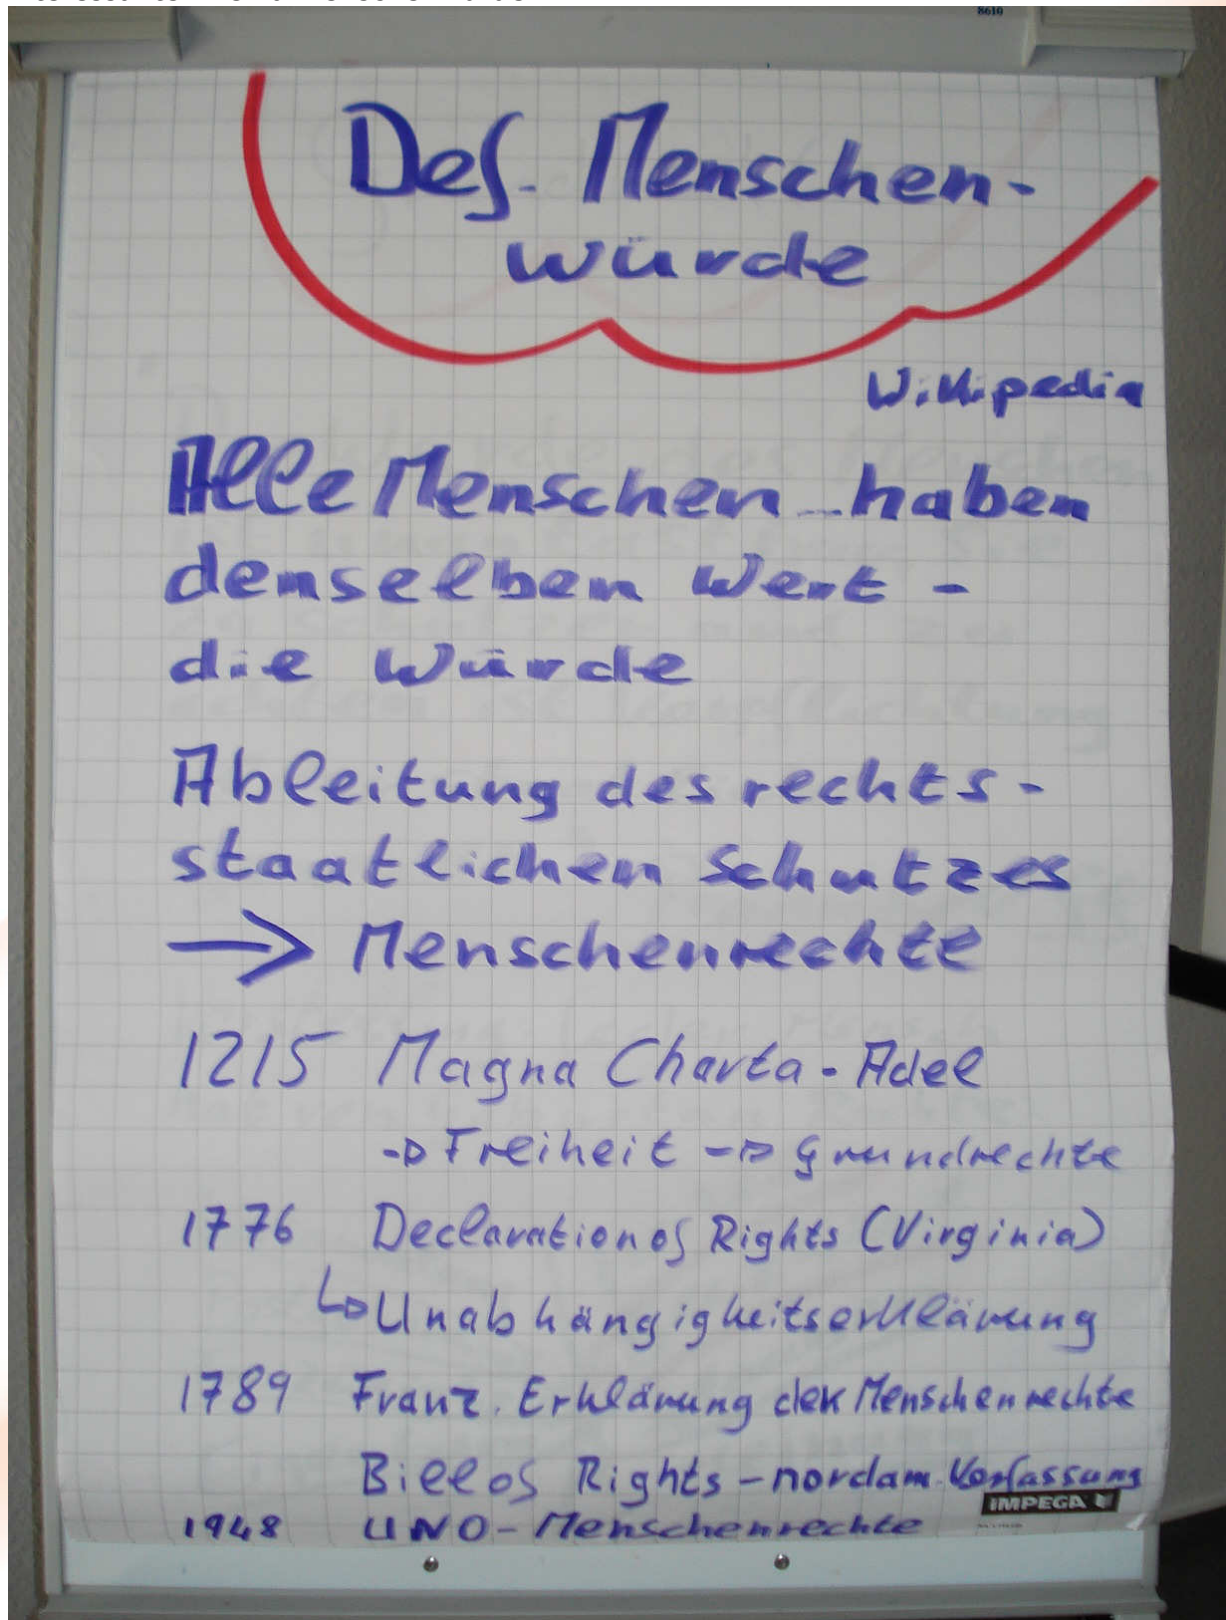 8610
Def. Menschen-
würde
Wikipedia
Alle Menschen haben
denselben Wert -
die Würde
Ableitung des rechts-
staatlichen Schutzes
→ Menschenrechte
1215 Magna Charta - Adel
→ Freiheit → Grundrechte
1776 Declaration of Rights (Virginia)
↳ Unabhängigkeitserklärung
1789 Franz. Erklärung der Menschenrechte
Bill of Rights - nordam. Verfassung
IMPEGA
1948 UNO - Menschenrechte